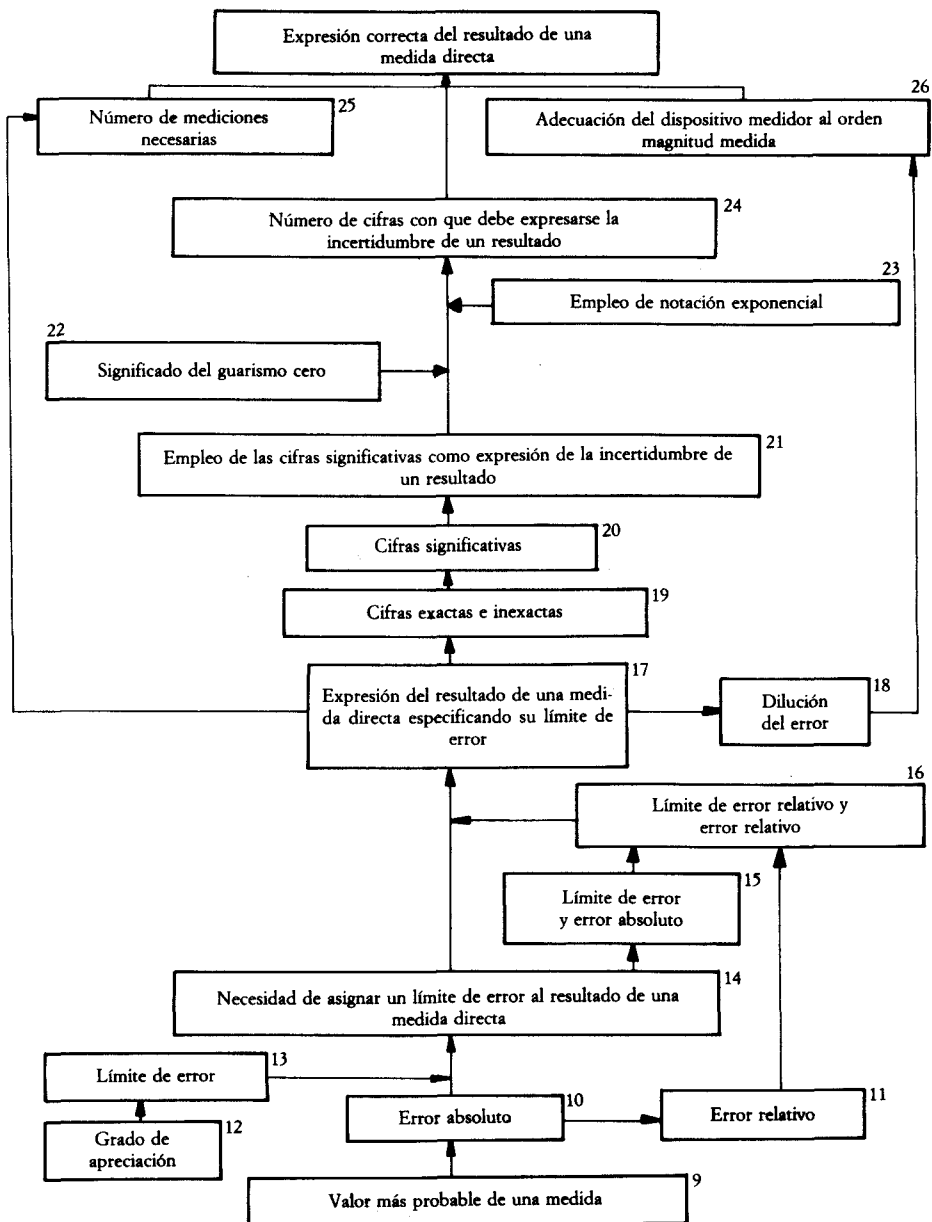 Expresión correcta del resultado de una
medida directa
25
Número de mediciones
necesarias
26
Adecuación del dispositivo medidor al orden
magnitud medida
24
Número de cifras con que debe expresarse la
incertidumbre de un resultado
23
Empleo de notación exponencial
22
Significado del guarismo cero
21
Empleo de las cifras significativas como expresión de la incertidumbre de
un resultado
20
Cifras significativas
19
Cifras exactas e inexactas
17
Expresión del resultado de una medi-
da directa especificando su límite de
error
18
Dilución
del error
16
Límite de error relativo y
error relativo
15
Límite de error
y error absoluto
14
Necesidad de asignar un límite de error al resultado de una
medida directa
13
Límite de error
10
Error absoluto
11
Error relativo
12
Grado de
apreciación
9
Valor más probable de una medida